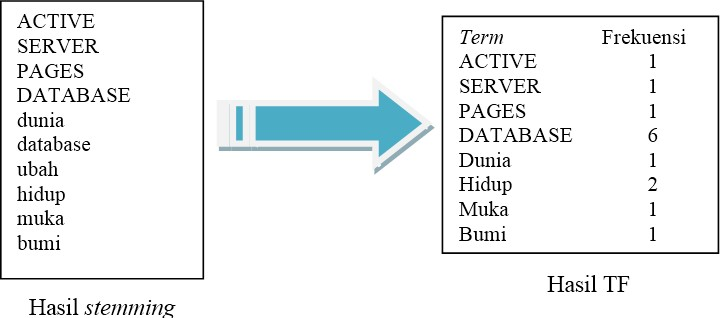 ACTIVE
SERVER
PAGES
DATABASE
dunia
database
ubah
hidup
muka
bumi
Hasil stemming
Term Frekuensi
ACTIVE 1
SERVER 1
PAGES 1
DATABASE 6
Dunia 1
Hidup 2
Muka 1
Bumi 1
Hasil TF